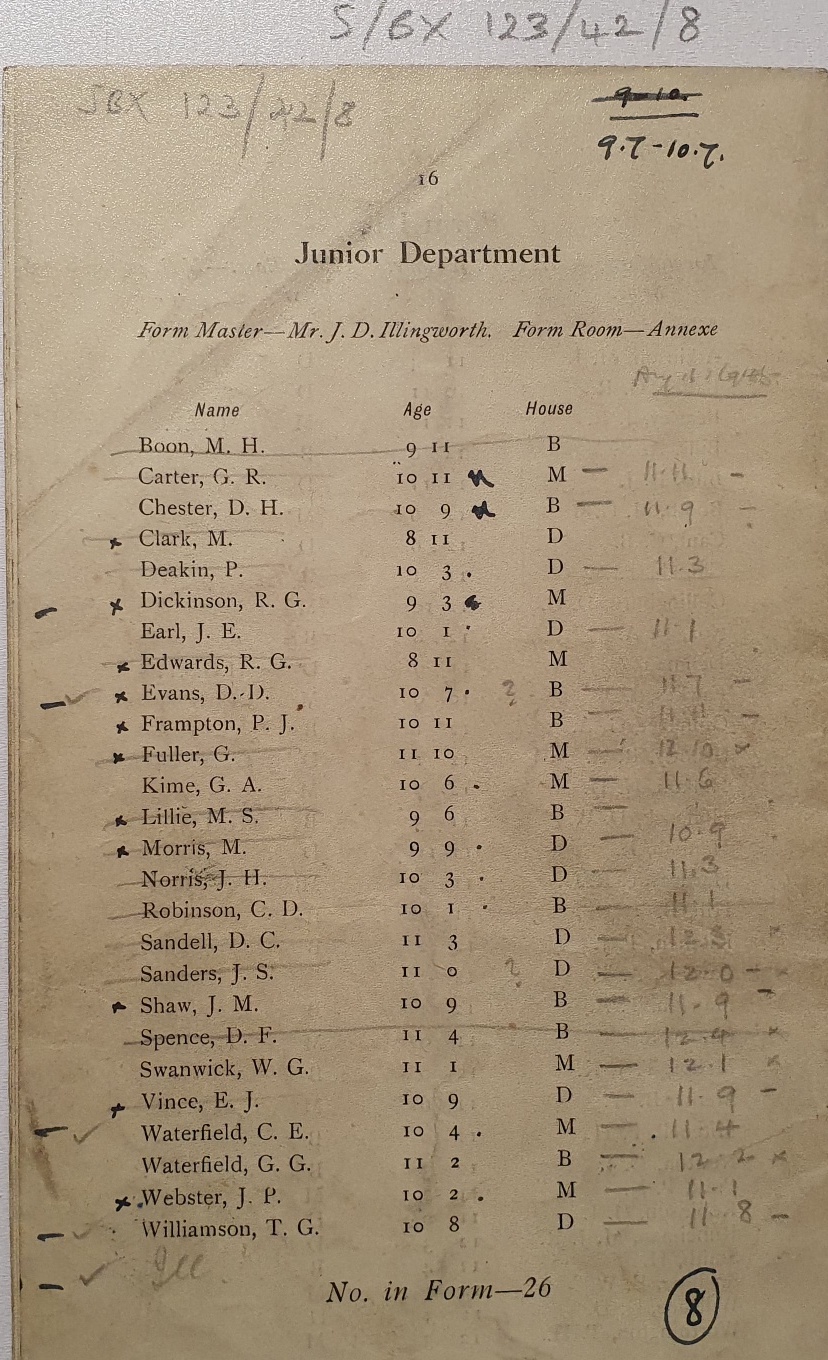 S/BX 123/42/8
SBX 123/42/8
9-10.
9.7-10.7.
16
Junior Department
Form Master—Mr. J. D. Illingworth. Form Room—Annexe
Name Age House
Boon, M. H. 9 11 B
Carter, G. R. 10 11 M — 11.11 –
Chester, D. H. 10 9 B — 11.9 –
x Clark, M. 8 11 D
Deakin, P. 10 3 . D — 11.3
– x Dickinson, R. G. 9 3 M
Earl, J. E. 10 1 . D — 11.1
x Edwards, R. G. 8 11 M
– ✓ x Evans, D. D. 10 7 . ? B — 11.7 –
x Frampton, P. J. 10 11 B — 11.11 –
x Fuller, G. 11 10 M — 12.10 x
Kime, G. A. 10 6 . M — 11.6
x Lillie, M. S. 9 6 B —
x Morris, M. 9 9 . D — 10.9
Norris, J. H. 10 3 . D — 11.3
Robinson, C. D. 10 1 . B — 11.1
Sandell, D. C. 11 3 D — 12.3 x
Sanders, J. S. 11 0 ? D — 12.0 – x
x Shaw, J. M. 10 9 B — 11.9 –
Spence, D. F. 11 4 B — 12.4 x
Swanwick, W. G. 11 1 M — 12.1 x
x Vince, E. J. 10 9 D — 11.9 –
– ✓ Waterfield, C. E. 10 4 . M — 11.4
Waterfield, G. G. 11 2 B — 12.2 x
x Webster, J. P. 10 2 . M — 11.1
– ✓ Williamson, T. G. 10 8 D — 11.8 –
– ✓
No. in Form—26
8